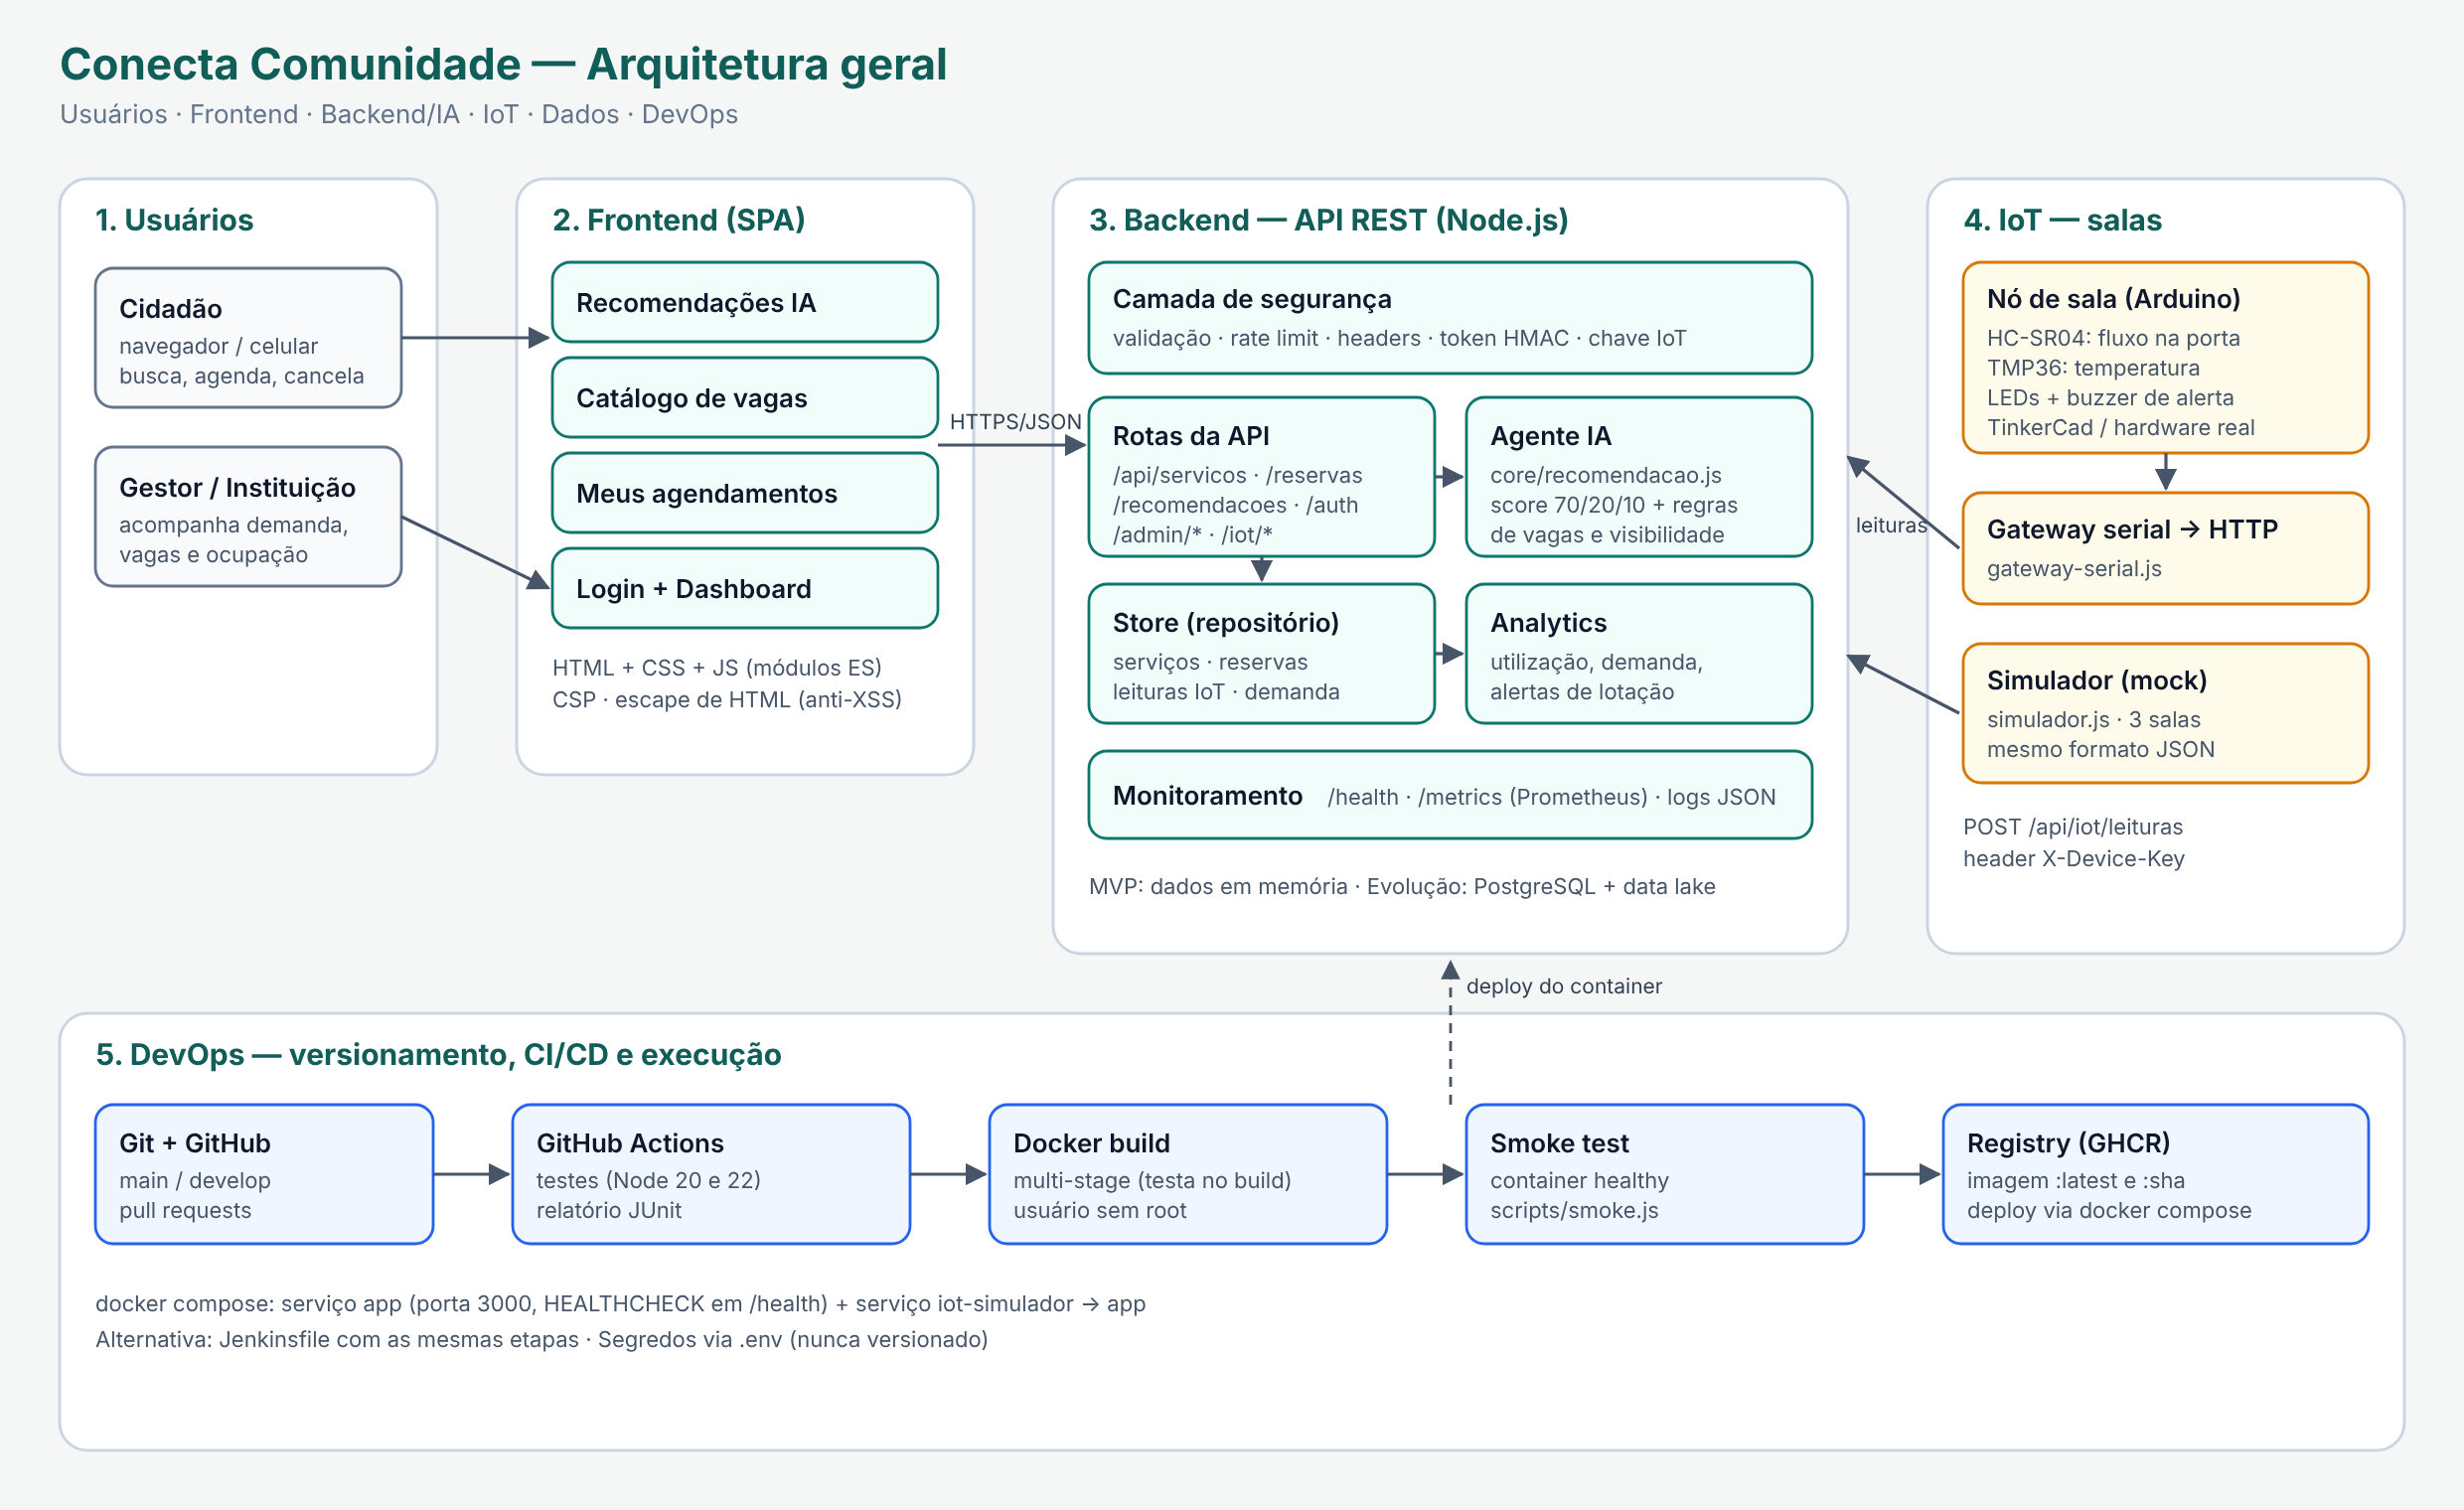 Conecta Comunidade — Arquitetura geral
Usuários · Frontend · Backend/IA · IoT · Dados · DevOps
1. Usuários
Cidadão
navegador / celular
busca, agenda, cancela
Gestor / Instituição
acompanha demanda,
vagas e ocupação
2. Frontend (SPA)
Recomendações IA
Catálogo de vagas
Meus agendamentos
Login + Dashboard
HTML + CSS + JS (módulos ES)
CSP · escape de HTML (anti-XSS)
HTTPS/JSON
3. Backend — API REST (Node.js)
Camada de segurança
validação · rate limit · headers · token HMAC · chave IoT
Rotas da API
/api/servicos · /reservas
/recomendacoes · /auth
/admin/* · /iot/*
Agente IA
core/recomendacao.js
score 70/20/10 + regras
de vagas e visibilidade
Store (repositório)
serviços · reservas
leituras IoT · demanda
Analytics
utilização, demanda,
alertas de lotação
Monitoramento /health · /metrics (Prometheus) · logs JSON
MVP: dados em memória · Evolução: PostgreSQL + data lake
leituras
4. IoT — salas
Nó de sala (Arduino)
HC-SR04: fluxo na porta
TMP36: temperatura
LEDs + buzzer de alerta
TinkerCad / hardware real
Gateway serial → HTTP
gateway-serial.js
Simulador (mock)
simulador.js · 3 salas
mesmo formato JSON
POST /api/iot/leituras
header X-Device-Key
deploy do container
5. DevOps — versionamento, CI/CD e execução
Git + GitHub
main / develop
pull requests
GitHub Actions
testes (Node 20 e 22)
relatório JUnit
Docker build
multi-stage (testa no build)
usuário sem root
Smoke test
container healthy
scripts/smoke.js
Registry (GHCR)
imagem :latest e :sha
deploy via docker compose
docker compose: serviço app (porta 3000, HEALTHCHECK em /health) + serviço iot-simulador → app
Alternativa: Jenkinsfile com as mesmas etapas · Segredos via .env (nunca versionado)